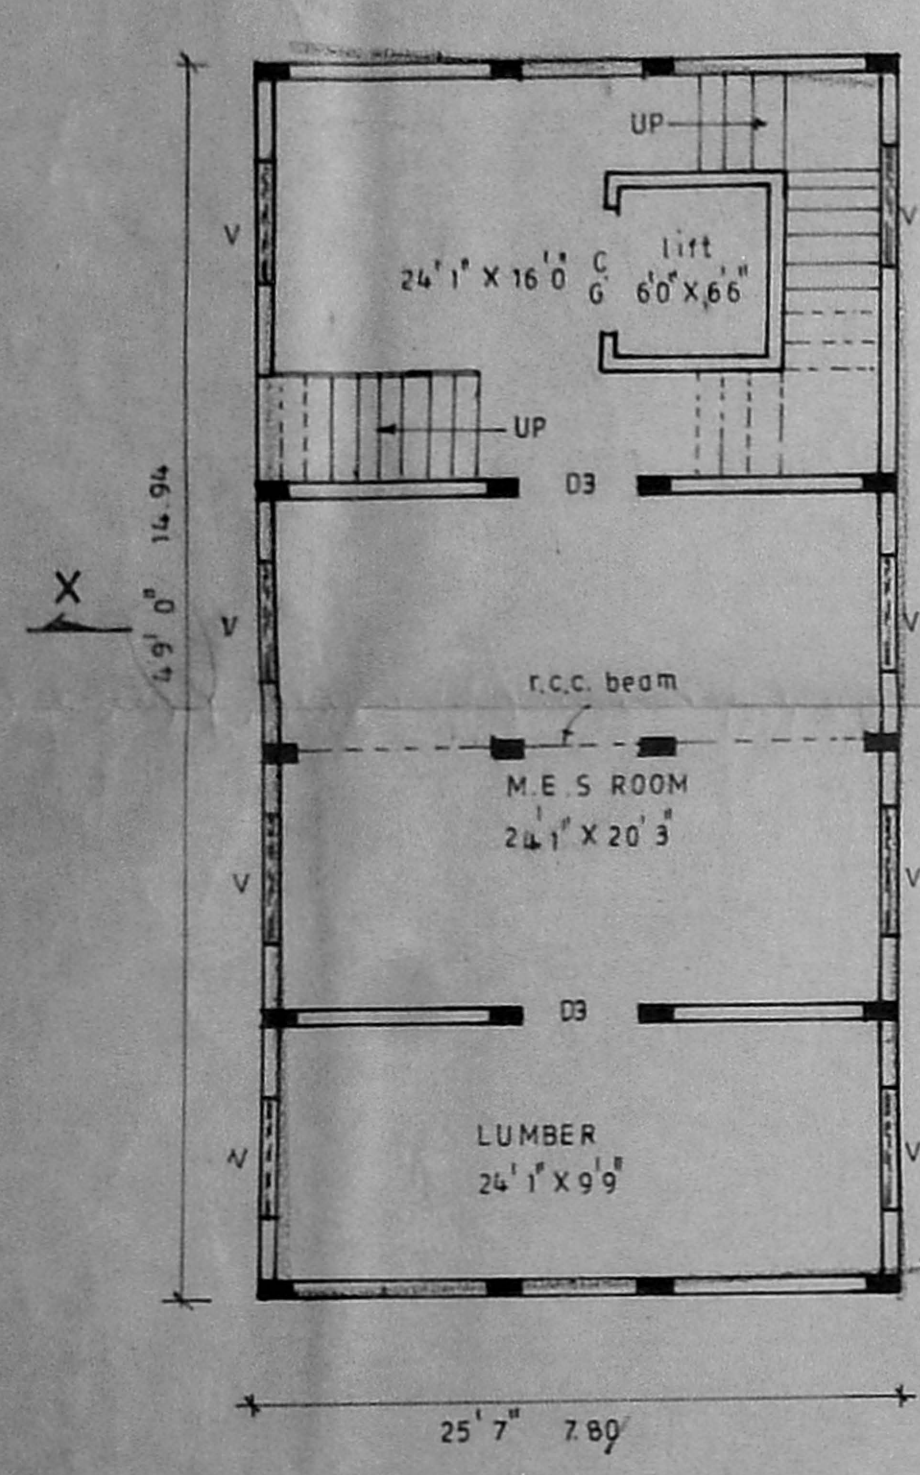 UP
V
V
lift
24' 1" X 16'0"
C
G
6'0" X 6'6"
UP
D3
49' 0" 14.94
X
V
V
r.c.c. beam
M.E.S ROOM
24'1" X 20'3"
V
V
D3
LUMBER
24' 1" X 9'9"
V
V
25' 7" 7.80